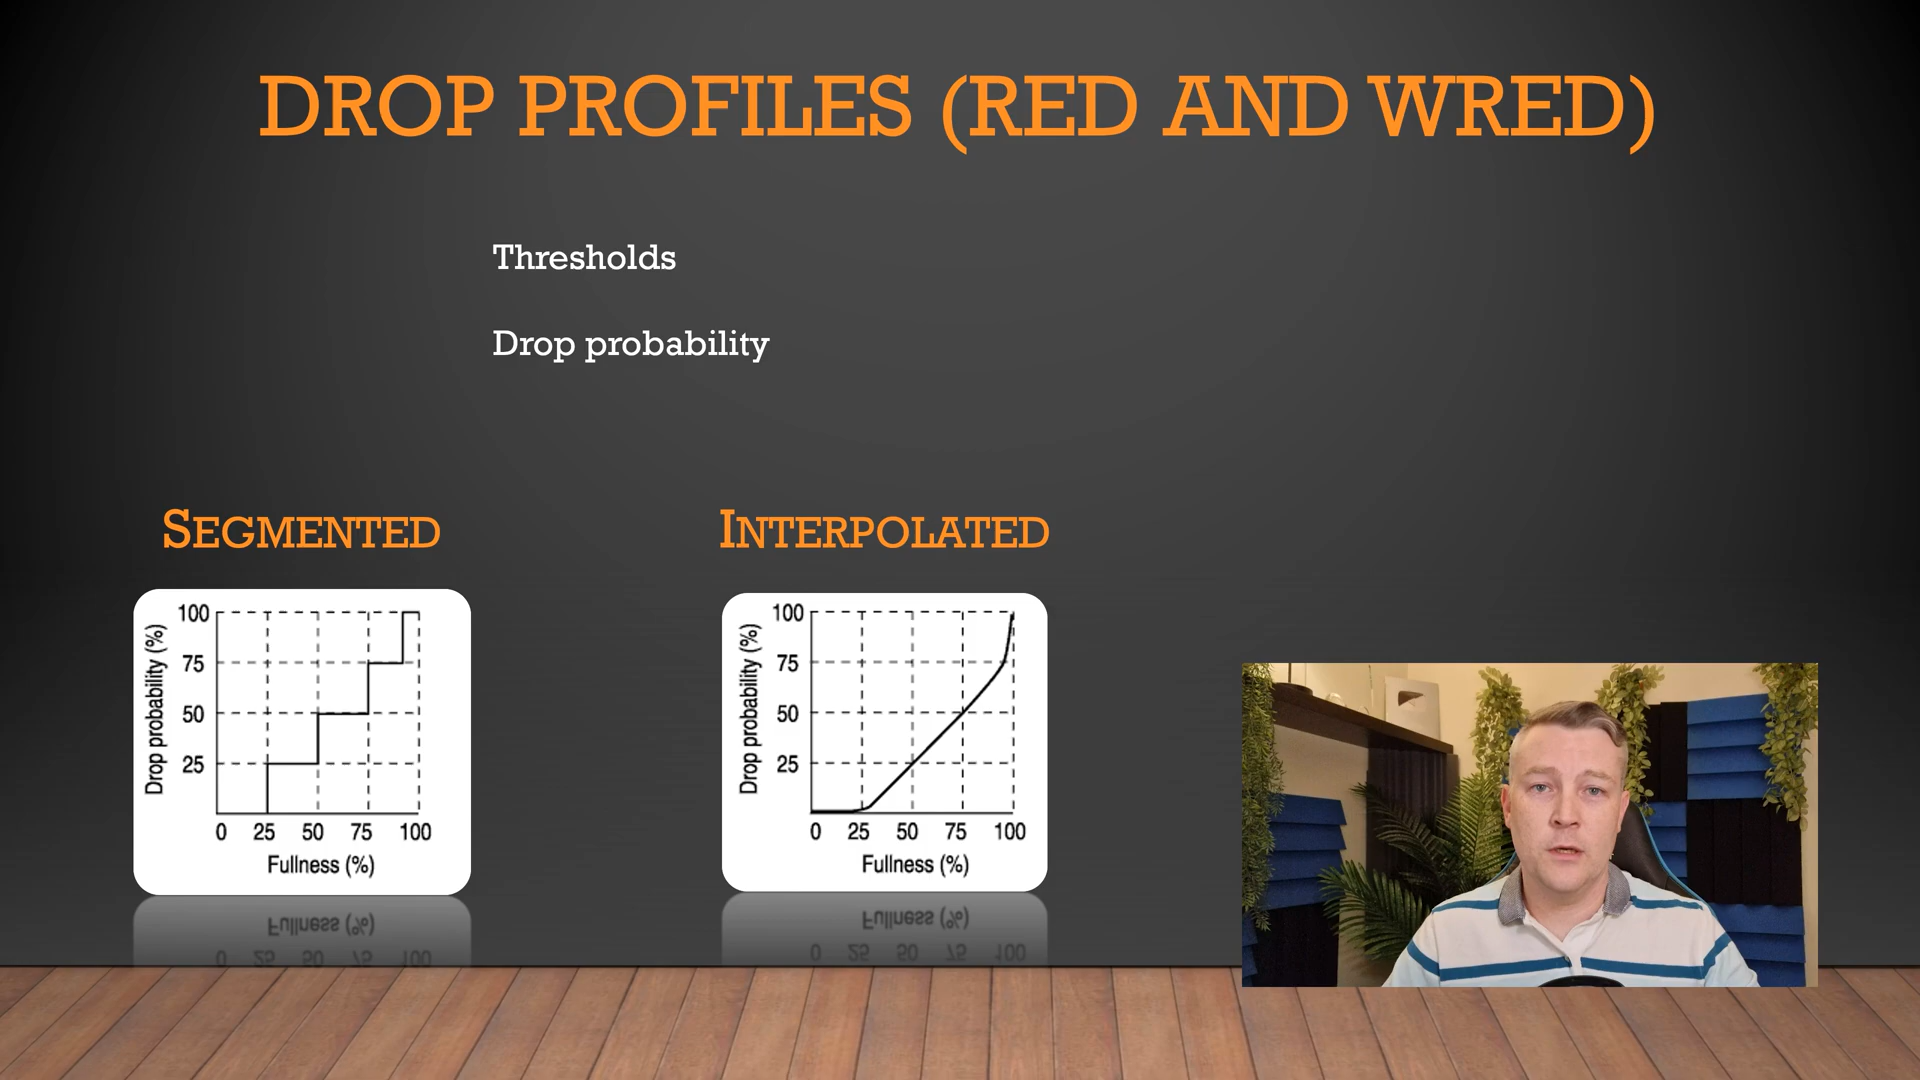 DROP PROFILES (RED AND WRED)
Thresholds
Drop probability
SEGMENTED
INTERPOLATED
Drop probability (%)
100
75
50
25
0 25 50 75 100
Fullness (%)
Drop probability (%)
100
75
50
25
0 25 50 75 100
Fullness (%)